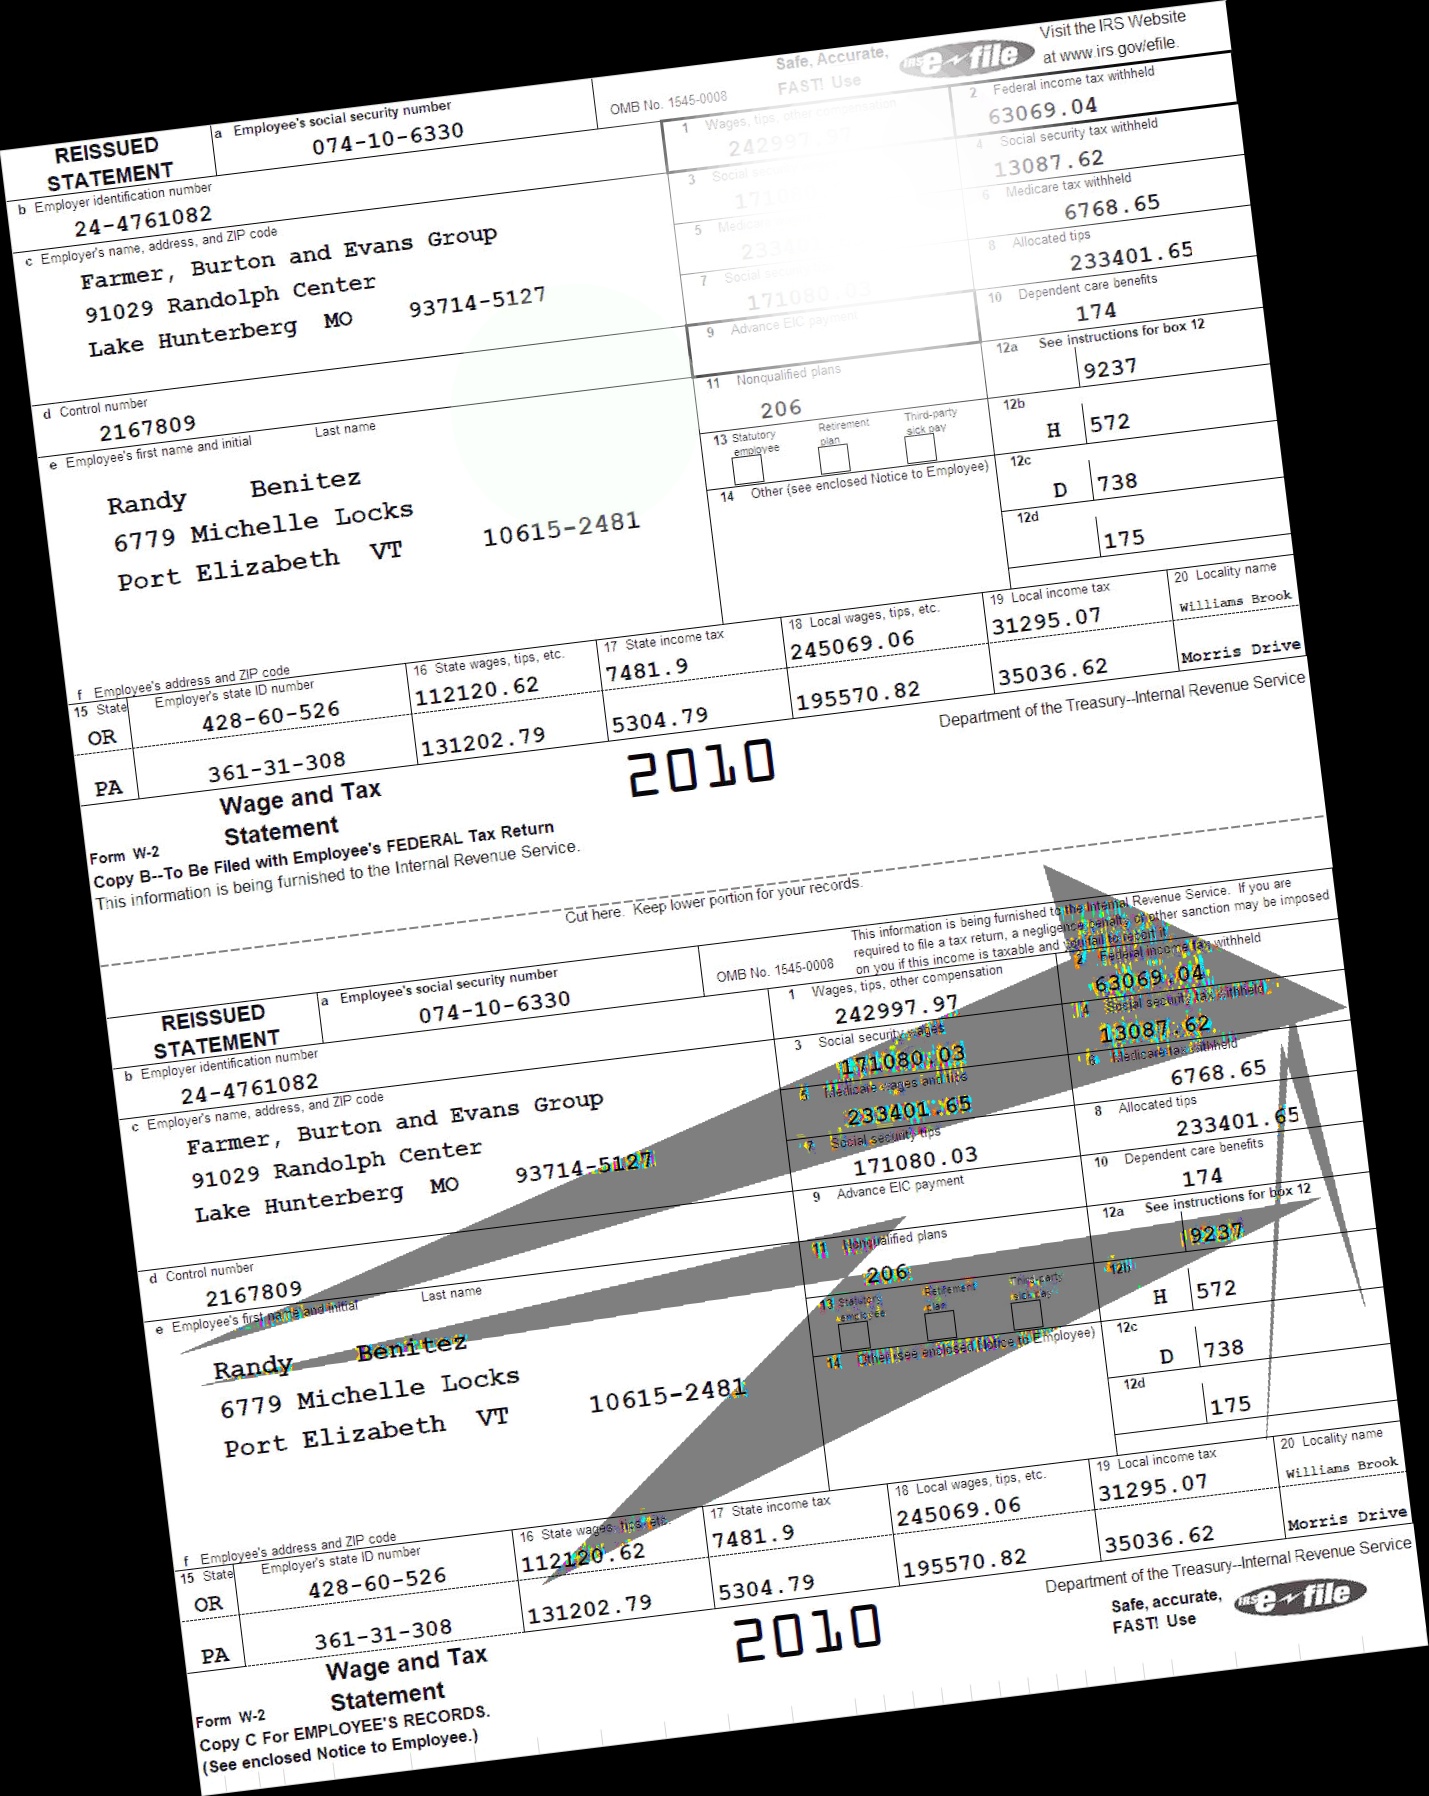 Safe, Accurate,
FAST! Use
IRS e-file
Visit the IRS Website
at www.irs.gov/efile.
REISSUED
STATEMENT
a Employee's social security number
074-10-6330
OMB No. 1545-0008
1 Wages, tips, other compensation
242997.97
2 Federal income tax withheld
63069.04
b Employer identification number
24-4761082
3 Social
4 Social security tax withheld
13087.62
c Employer's name, address, and ZIP code
Farmer, Burton and Evans Group
91029 Randolph Center
Lake Hunterberg MO 93714-5127
5
6 Medicare tax withheld
6768.65
7 Social
171080.03
8 Allocated tips
233401.65
9 Advance EIC payment
10 Dependent care benefits
174
d Control number
2167809
11 Nonqualified plans
206
12a See instructions for box 12
9237
e Employee's first name and initial Last name
Randy Benitez
6779 Michelle Locks
Port Elizabeth VT 10615-2481
13 Statutory employee Retirement plan Third-party sick pay
12b H 572
14 Other (see enclosed Notice to Employee)
12c D 738
12d 175
f Employee's address and ZIP code
15 State Employer's state ID number
16 State wages, tips, etc.
17 State income tax
18 Local wages, tips, etc.
19 Local income tax
20 Locality name
OR 428-60-526 112120.62 7481.9 245069.06 31295.07 Williams Brook
PA 361-31-308 131202.79 5304.79 195570.82 35036.62 Morris Drive
Form W-2
Wage and Tax
Statement
2010
Department of the Treasury--Internal Revenue Service
Copy B--To Be Filed with Employee's FEDERAL Tax Return
This information is being furnished to the Internal Revenue Service.
Cut here. Keep lower portion for your records.
This information is being furnished to the Internal Revenue Service. If you are
required to file a tax return, a negligence penalty or other sanction may be imposed
on you if this income is taxable and you fail to report it.
REISSUED
STATEMENT
a Employee's social security number
074-10-6330
OMB No. 1545-0008
1 Wages, tips, other compensation
242997.97
2 Federal income tax withheld
63069.04
b Employer identification number
24-4761082
3 Social security wages
171080.03
4 Social security tax withheld
13087.62
c Employer's name, address, and ZIP code
Farmer, Burton and Evans Group
91029 Randolph Center
Lake Hunterberg MO 93714-5127
5 Medicare wages and tips
233401.65
6 Medicare tax withheld
6768.65
7 Social security tips
171080.03
8 Allocated tips
233401.65
9 Advance EIC payment
10 Dependent care benefits
174
d Control number
2167809
11 Nonqualified plans
206
12a See instructions for box 12
9237
e Employee's first name and initial Last name
Randy Benitez
6779 Michelle Locks
Port Elizabeth VT 10615-2481
13 Statutory employee Retirement plan Third-party sick pay
12b H 572
14 Other (see enclosed Notice to Employee)
12c D 738
12d 175
f Employee's address and ZIP code
15 State Employer's state ID number
16 State wages, tips, etc.
17 State income tax
18 Local wages, tips, etc.
19 Local income tax
20 Locality name
OR 428-60-526 112120.62 7481.9 245069.06 31295.07 Williams Brook
PA 361-31-308 131202.79 5304.79 195570.82 35036.62 Morris Drive
Form W-2
Wage and Tax
Statement
2010
Department of the Treasury--Internal Revenue Service
Safe, accurate,
FAST! Use
IRS e-file
Copy C For EMPLOYEE'S RECORDS.
(See enclosed Notice to Employee.)